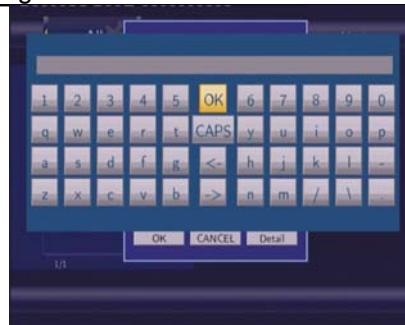 1 2 3 4 5 OK 6 7 8 9 0
q w e r t CAPS y u i o p
a s d f g <- h j k l -
z x c v b -> n m / \ .
OK CANCEL Detail
1/1